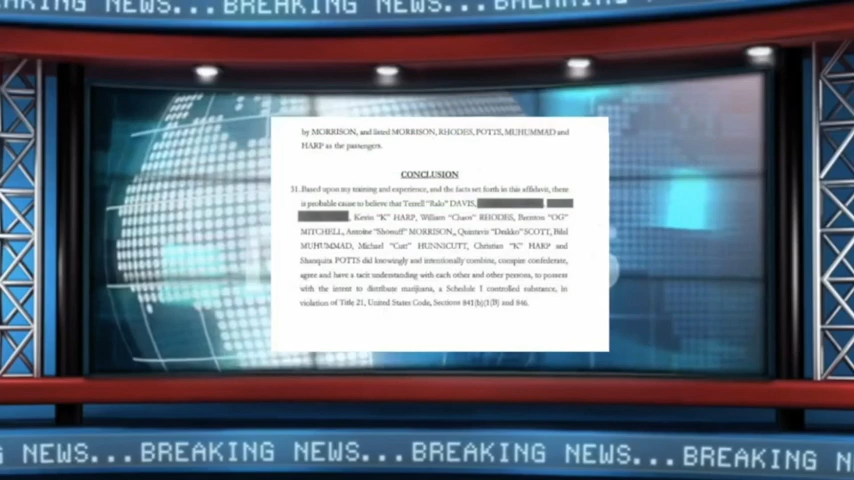 AKING NEWS...BREAKING NEWS...BREAKING NEWS
by MORRISON, and listed MORRISON, RHODES, POTTS, MUHUMMAD and
HARP as the passengers.
CONCLUSION
31. Based upon my training and experience, and the facts set forth in this affidavit, there
is probable cause to believe that Terrell "Ralo" DAVIS,
, Kevin "K" HARP, William "Chaos" RHODES, Brenton "OG"
MITCHELL, Antoine MORRISON, Quintavis "Deakko" SCOTT, Bilal
MUHUMMAD, Michael "Curt" HUNNICUTT, Christian "K" HARP and
Shanquita POTTS did knowingly and intentionally combine, conspire confederate,
agree and have a tacit understanding with each other and other persons, to possess
with the intent to distribute marijuana, a Schedule I controlled substance, in
violation of Title 21, United States Code, Sections 841(b)(1)(B) and 846.
G NEWS...BREAKING NEWS...BREAKING NEWS...BREAKING N